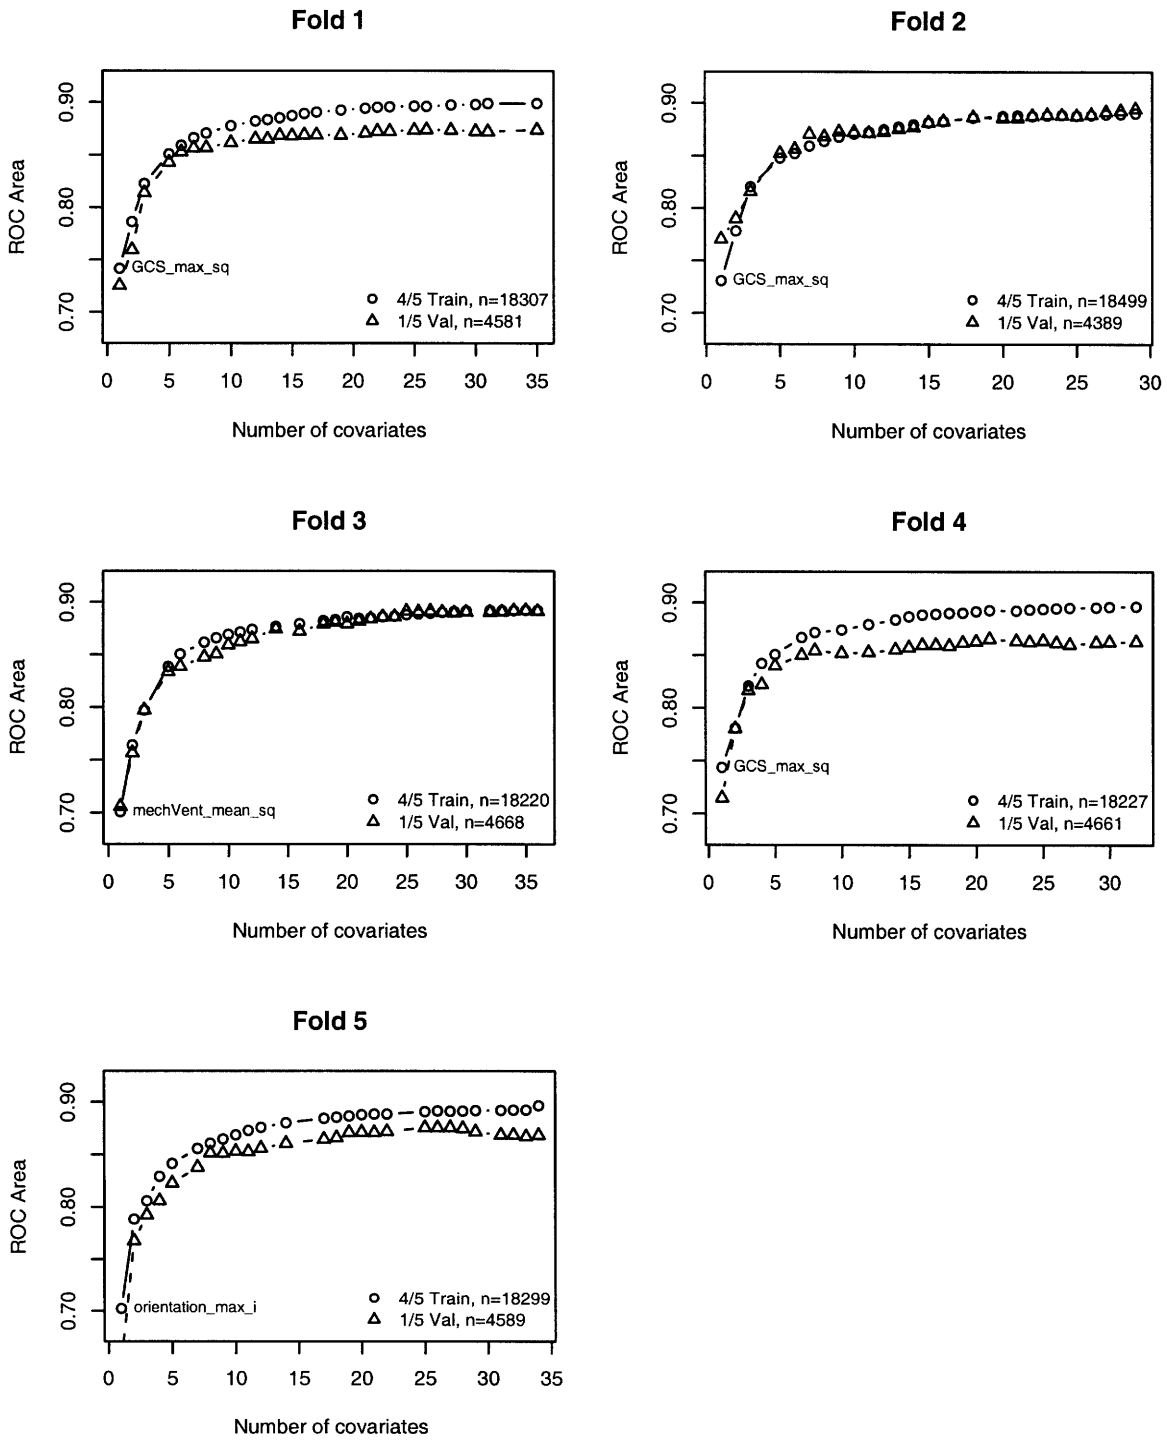 Fold 1
ROC Area
0.90
0.80
0.70
GCS_max_sq
4/5 Train, n=18307
1/5 Val, n=4581
0 5 10 15 20 25 30 35
Number of covariates
Fold 2
ROC Area
0.90
0.80
0.70
GCS_max_sq
4/5 Train, n=18499
1/5 Val, n=4389
0 5 10 15 20 25 30
Number of covariates
Fold 3
ROC Area
0.90
0.80
0.70
mechVent_mean_sq
4/5 Train, n=18220
1/5 Val, n=4668
0 5 10 15 20 25 30 35
Number of covariates
Fold 4
ROC Area
0.90
0.80
0.70
GCS_max_sq
4/5 Train, n=18227
1/5 Val, n=4661
0 5 10 15 20 25 30
Number of covariates
Fold 5
ROC Area
0.90
0.80
0.70
orientation_max_i
4/5 Train, n=18299
1/5 Val, n=4589
0 5 10 15 20 25 30 35
Number of covariates